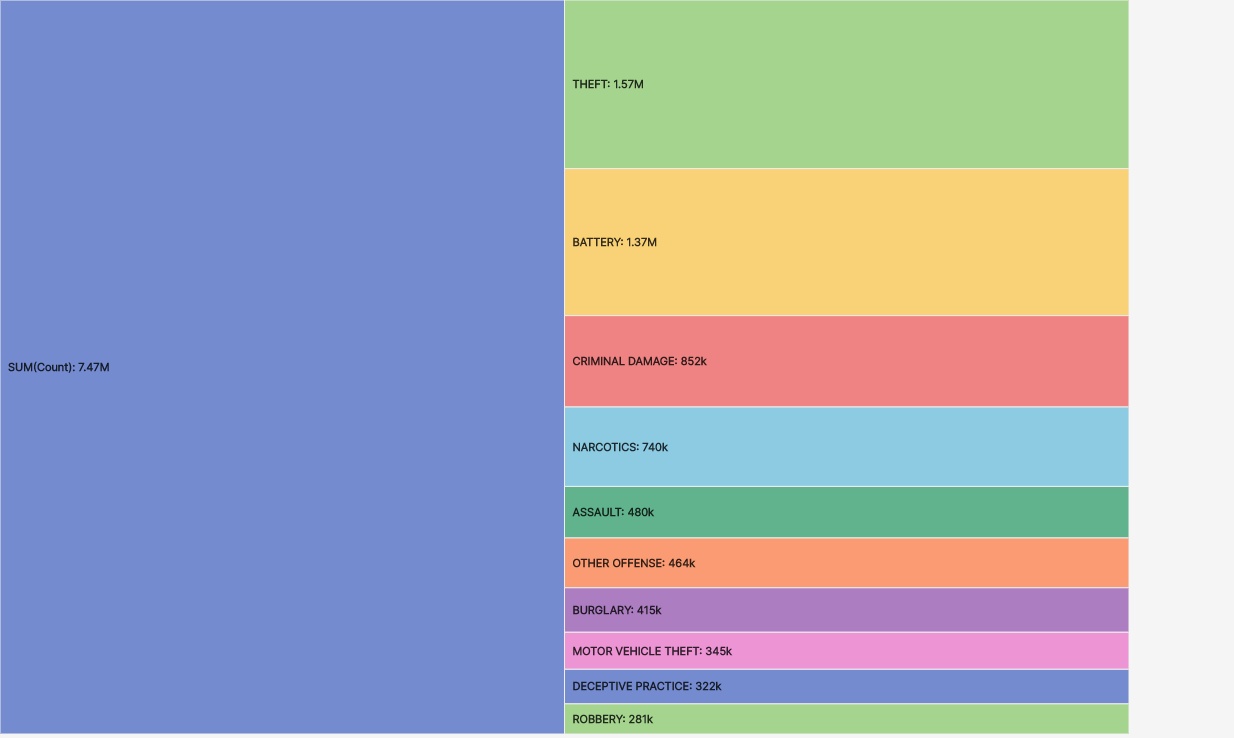 SUM(Count): 7.47M
THEFT: 1.57M
BATTERY: 1.37M
CRIMINAL DAMAGE: 852k
NARCOTICS: 740k
ASSAULT: 480k
OTHER OFFENSE: 464k
BURGLARY: 415k
MOTOR VEHICLE THEFT: 345k
DECEPTIVE PRACTICE: 322k
ROBBERY: 281k